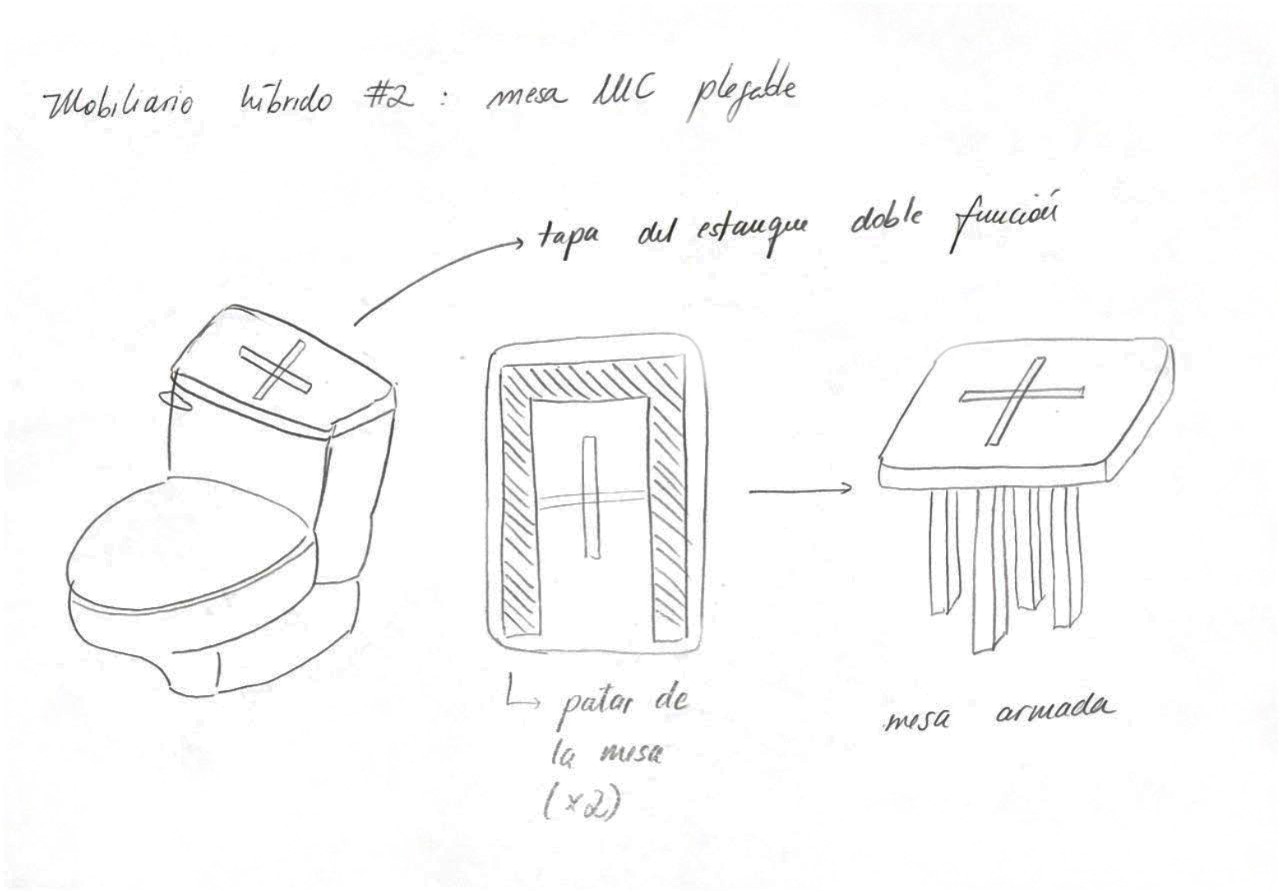 Mobiliario híbrido #2 : mesa WC plegable
tapa del estanque doble función
patas de
la mesa
(x2)
mesa armada